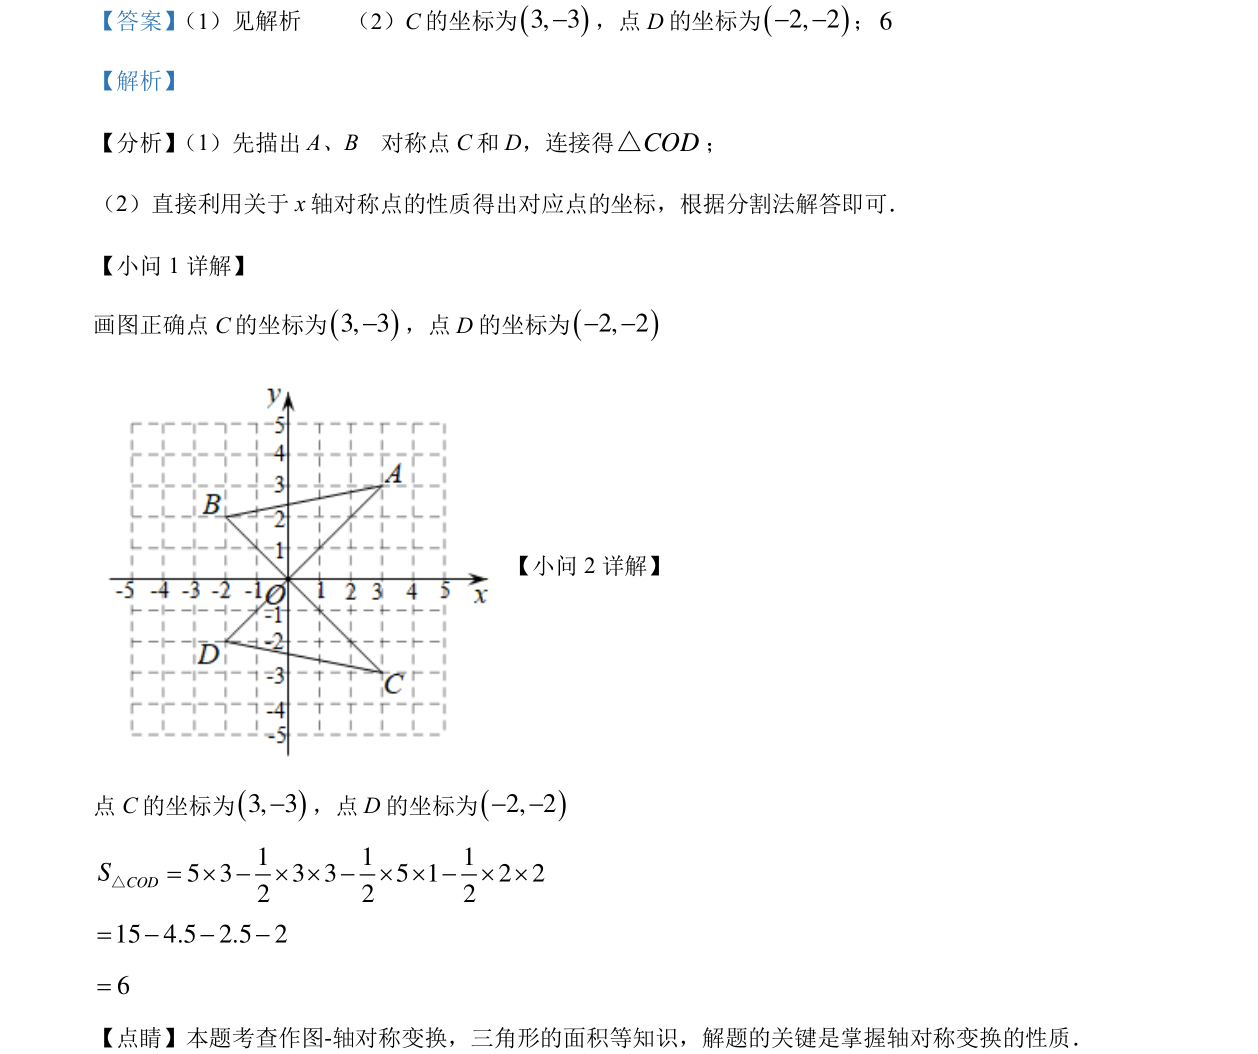 【答案】（1）见解析　　（2）C的坐标为(3,−3)，点D的坐标为(−2,−2)；6
【解析】
【分析】（1）先描出A、B　对称点C和D，连接得△COD；
（2）直接利用关于x轴对称点的性质得出对应点的坐标，根据分割法解答即可．
【小问1详解】
画图正确点C的坐标为(3,−3)，点D的坐标为(−2,−2)
y
5
4
A
3
B
2
1
【小问2详解】
-5 -4 -3 -2 -1 O 1 2 3 4 5 x
-1
-2
D
-3
C
-4
-5
点C的坐标为(3,−3)，点D的坐标为(−2,−2)
S△COD = 5×3−1/2×3×3−1/2×5×1−1/2×2×2
=15−4.5−2.5−2
=6
【点睛】本题考查作图-轴对称变换，三角形的面积等知识，解题的关键是掌握轴对称变换的性质．